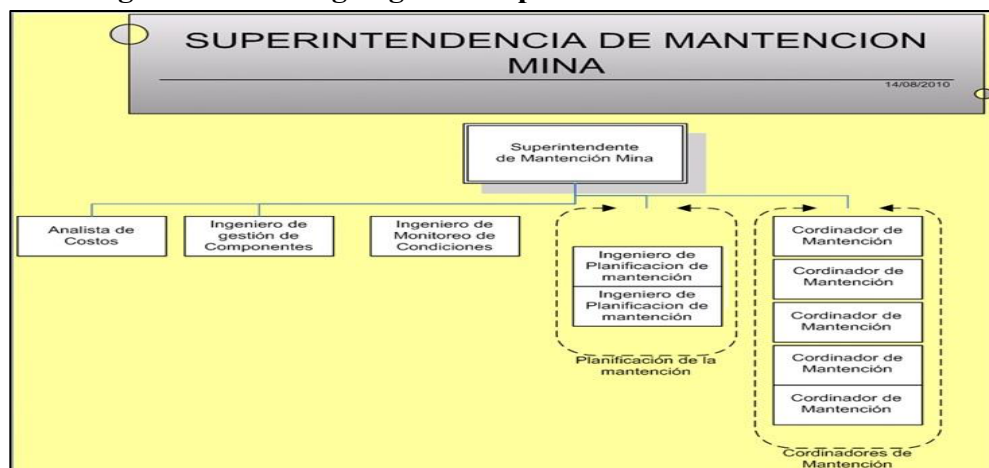 SUPERINTENDENCIA DE MANTENCION
MINA
14/08/2010
Superintendente
de Mantención Mina
Analista de
Costos
Ingeniero de
gestión de
Componentes
Ingeniero de
Monitoreo de
Condiciones
Ingeniero de
Planificacion de
mantención
Ingeniero de
Planificacion de
mantención
Planificación de la
mantención
Cordinador de
Mantención
Cordinador de
Mantención
Cordinador de
Mantención
Cordinador de
Mantención
Cordinador de
Mantención
Cordinadores de
Mantención